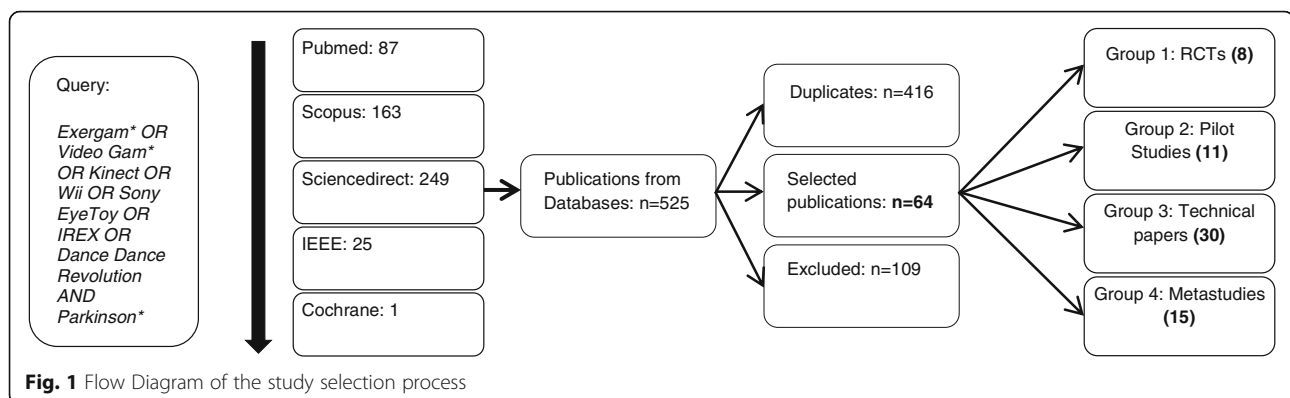 Query:
Exergam* OR
Video Gam*
OR Kinect OR
Wii OR Sony
EyeToy OR
IREX OR
Dance Dance
Revolution
AND
Parkinson*
Pubmed: 87
Scopus: 163
Sciencedirect: 249
IEEE: 25
Cochrane: 1
Publications from
Databases: n=525
Duplicates: n=416
Selected
publications: n=64
Excluded: n=109
Group 1: RCTs (8)
Group 2: Pilot
Studies (11)
Group 3: Technical
papers (30)
Group 4: Metastudies
(15)
Fig. 1 Flow Diagram of the study selection process